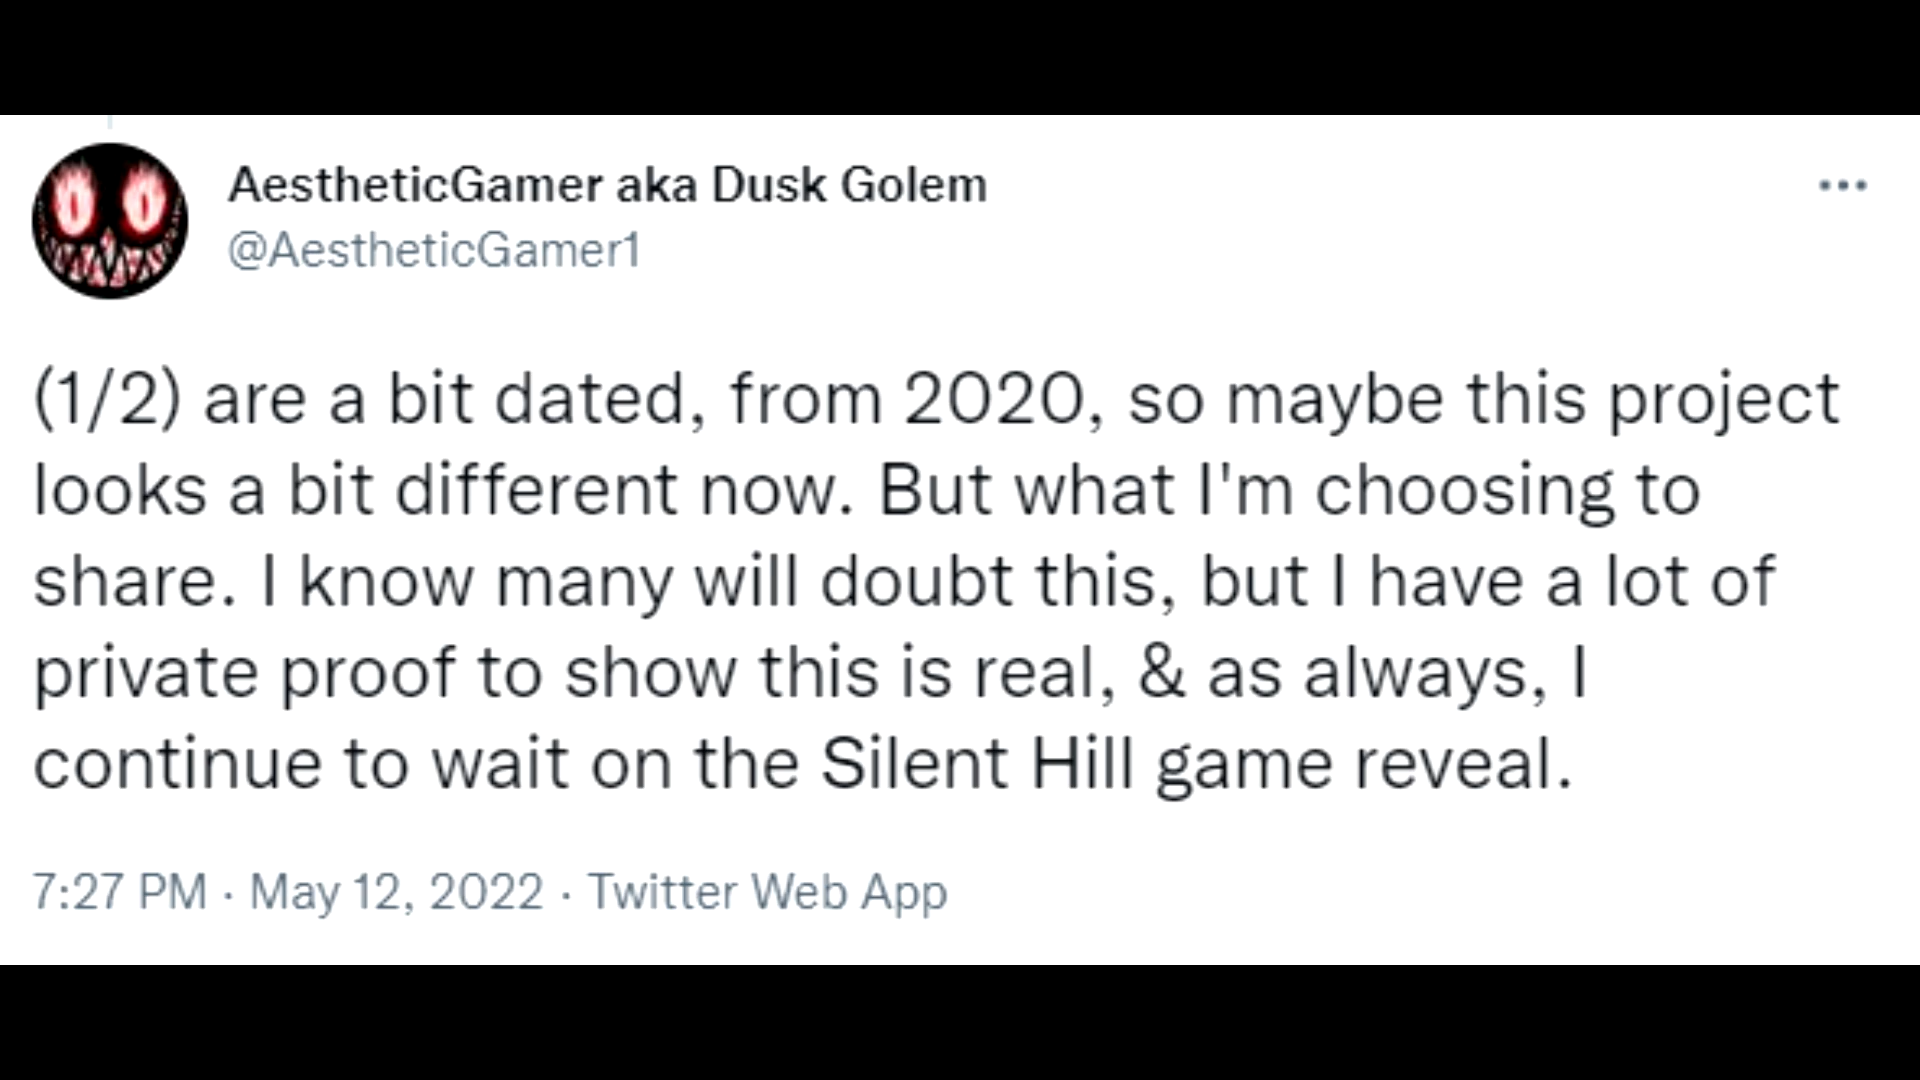 AestheticGamer aka Dusk Golem
@AestheticGamer1
(1/2) are a bit dated, from 2020, so maybe this project
looks a bit different now. But what I'm choosing to
share. I know many will doubt this, but I have a lot of
private proof to show this is real, & as always, I
continue to wait on the Silent Hill game reveal.
7:27 PM · May 12, 2022 · Twitter Web App